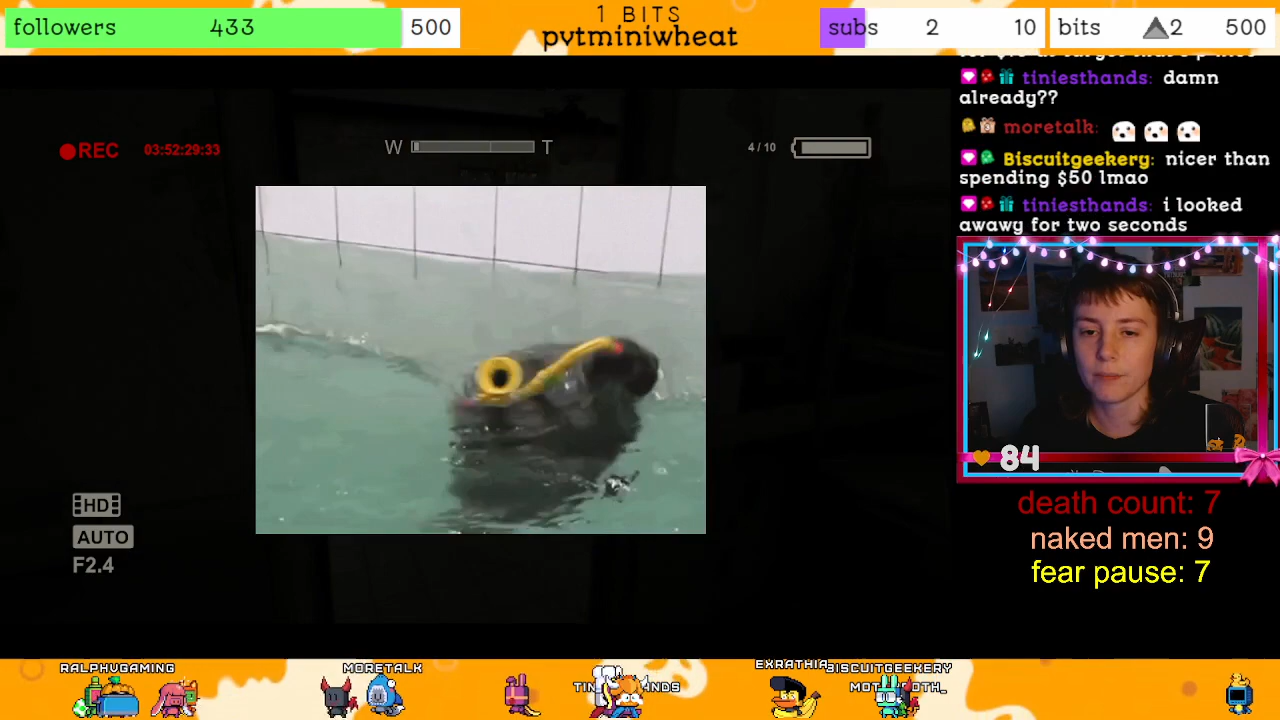 followers 433 500
1 BITS
pvtminiwheat
subs 2 10
bits 2 500
tiniesthands: damn
already??
moretalk:
Biscuitgeekery: nicer than
spending $50 lmao
tiniesthands: i looked
awawy for two seconds
REC 03:52:29:33
W T
4 / 10
84
HD
AUTO
F2.4
death count: 7
naked men: 9
fear pause: 7
RALPHVGAMING
MORETALK
EXRATHIA
BISCUITGEEKERY